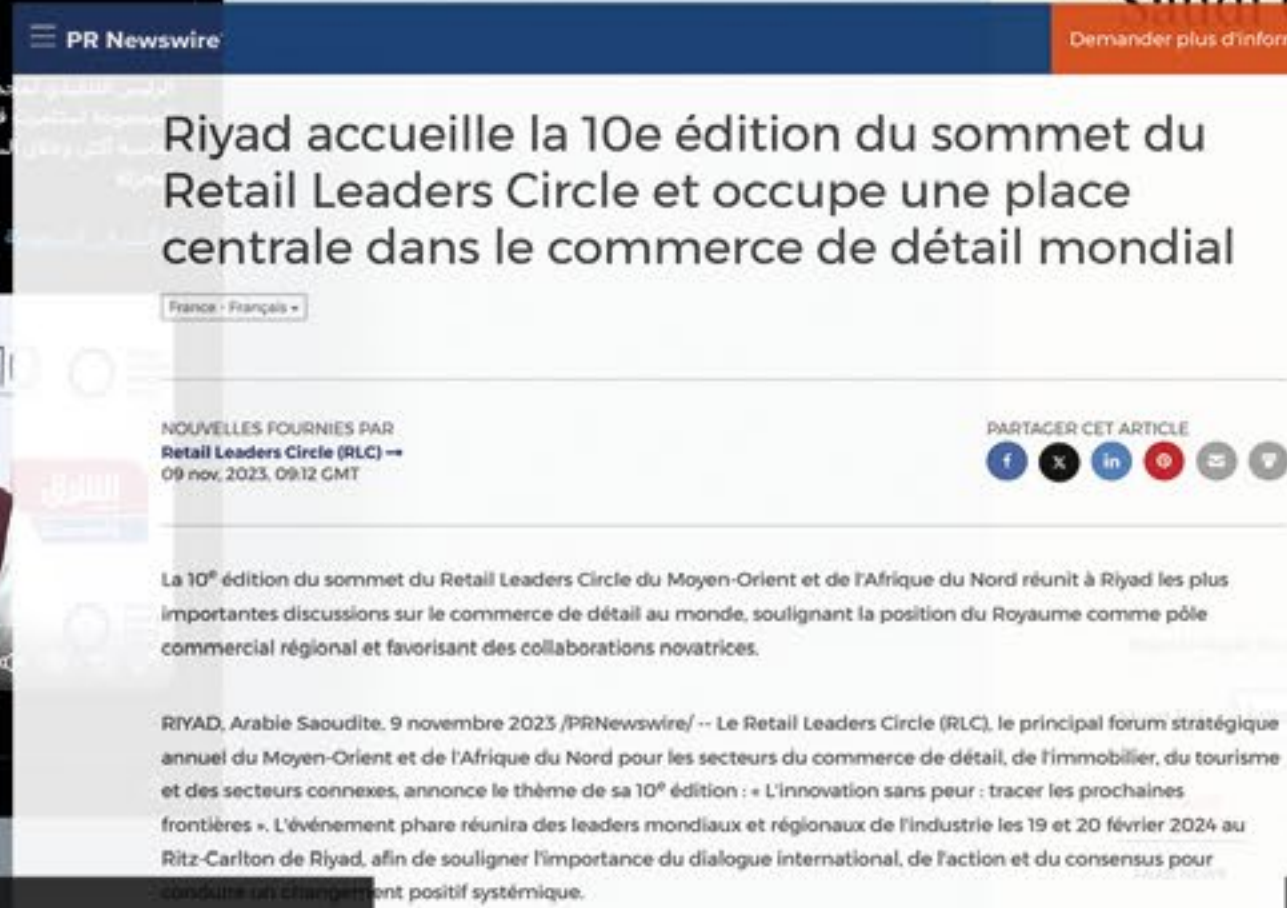 PR Newswire
Demander plus d'infor
Riyad accueille la 10e édition du sommet du
Retail Leaders Circle et occupe une place
centrale dans le commerce de détail mondial
France - Français
NOUVELLES FOURNIES PAR
Retail Leaders Circle (RLC)
09 nov, 2023, 09:12 GMT
PARTAGER CET ARTICLE
La 10e édition du sommet du Retail Leaders Circle du Moyen-Orient et de l'Afrique du Nord réunit à Riyad les plus
importantes discussions sur le commerce de détail au monde, soulignant la position du Royaume comme pôle
commercial régional et favorisant des collaborations novatrices.
RIYAD, Arabie Saoudite, 9 novembre 2023 /PRNewswire/ -- Le Retail Leaders Circle (RLC), le principal forum stratégique
annuel du Moyen-Orient et de l'Afrique du Nord pour les secteurs du commerce de détail, de l'immobilier, du tourisme
et des secteurs connexes, annonce le thème de sa 10e édition : « L'innovation sans peur : tracer les prochaines
frontières ». L'événement phare réunira des leaders mondiaux et régionaux de l'industrie les 19 et 20 février 2024 au
Ritz-Carlton de Riyad, afin de souligner l'importance du dialogue international, de l'action et du consensus pour
conduire un changement positif systémique.